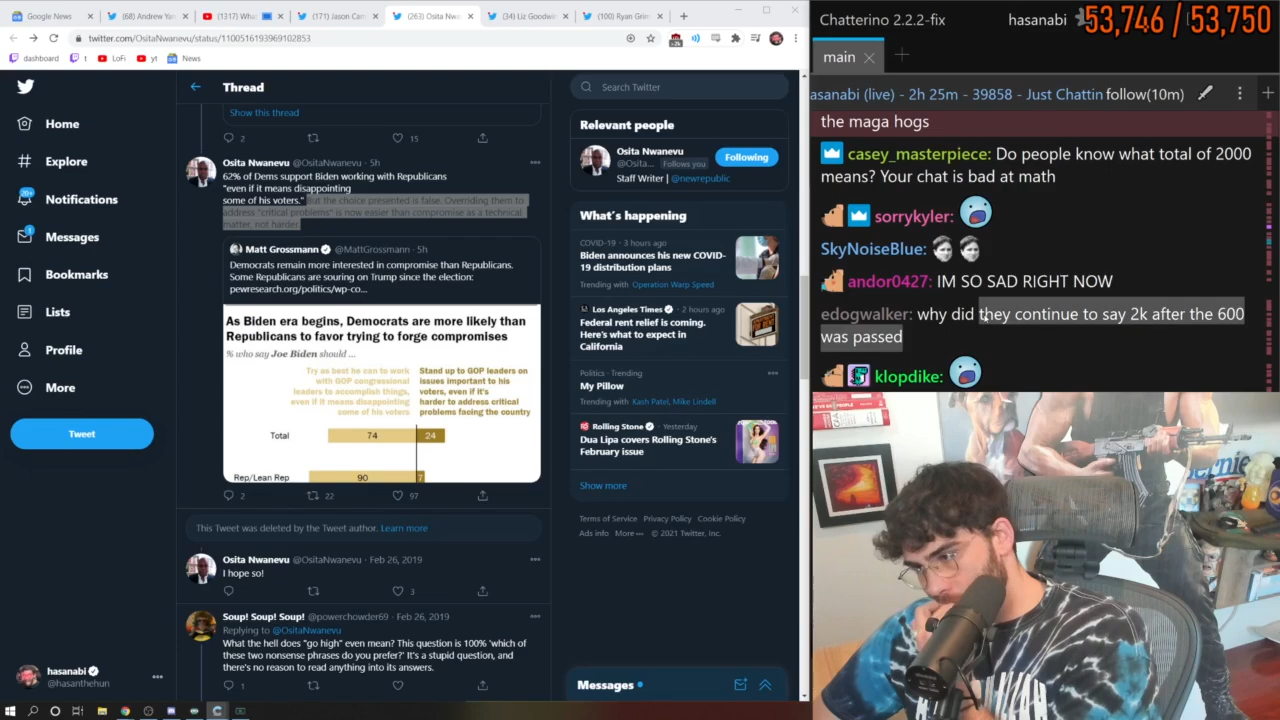 Google News
(68) Andrew Yan
(1317) Wha
(171) Jason Cam
(263) Osita Nwa
(34) Liz Goodwin
(100) Ryan Grim
twitter.com/OsitaNwanevu/status/1100516193969102853
dashboard
t
LoFi
yt
News
Home
Explore
20+
Notifications
Messages
1
Bookmarks
Lists
Profile
More
Tweet
hasanabi
@hasanthehun
Thread
Show this thread
2
15
Osita Nwanevu @OsitaNwanevu · 5h
62% of Dems support Biden working with Republicans
"even if it means disappointing
some of his voters." But the choice presented is false. Overriding them to
address "critical problems" is now easier than compromise as a technical
matter, not harder.
Matt Grossmann @MattGrossmann · 5h
Democrats remain more interested in compromise than Republicans.
Some Republicans are souring on Trump since the election:
pewresearch.org/politics/wp-co...
As Biden era begins, Democrats are more likely than
Republicans to favor trying to forge compromises
% who say Joe Biden should ...
Try as best he can to work
with GOP congressional
leaders to accomplish things,
even if it means disappointing
some of his voters
Stand up to GOP leaders on
issues important to his
voters, even if it's
harder to address critical
problems facing the country
Total
74
24
Rep/Lean Rep
90
2
22
97
This Tweet was deleted by the Tweet author. Learn more
Osita Nwanevu @OsitaNwanevu · Feb 26, 2019
I hope so!
3
Soup! Soup! Soup! @powerchowder69 · Feb 26, 2019
Replying to @OsitaNwanevu
What the hell does "go high" even mean? This question is 100% 'which of
these two nonsense phrases do you prefer?' It's a stupid question, and
there's no reason to read anything into its answers.
1
Search Twitter
Relevant people
Osita Nwanevu
@Osita... Follows you
Following
Staff Writer | @newrepublic
What's happening
COVID-19 · 3 hours ago
Biden announces his new COVID-
19 distribution plans
Trending with Operation Warp Speed
Los Angeles Times · 2 hours ago
Federal rent relief is coming.
Here's what to expect in
California
Politics · Trending
My Pillow
Trending with Kash Patel, Mike Lindell
Rolling Stone · Yesterday
Dua Lipa covers Rolling Stone's
February issue
Show more
Terms of Service Privacy Policy Cookie Policy
Ads info More © 2021 Twitter, Inc.
Messages
Chatterino 2.2.2-fix
hasanabi
53,746 / 53,750
main
asanabi (live) - 2h 25m - 39858 - Just Chattin follow(10m)
the maga hogs
casey_masterpiece: Do people know what total of 2000
means? Your chat is bad at math
sorrykyler:
SkyNoiseBlue:
andor0427: IM SO SAD RIGHT NOW
edogwalker: why did they continue to say 2k after the 600
was passed
klopdike:
Bernie